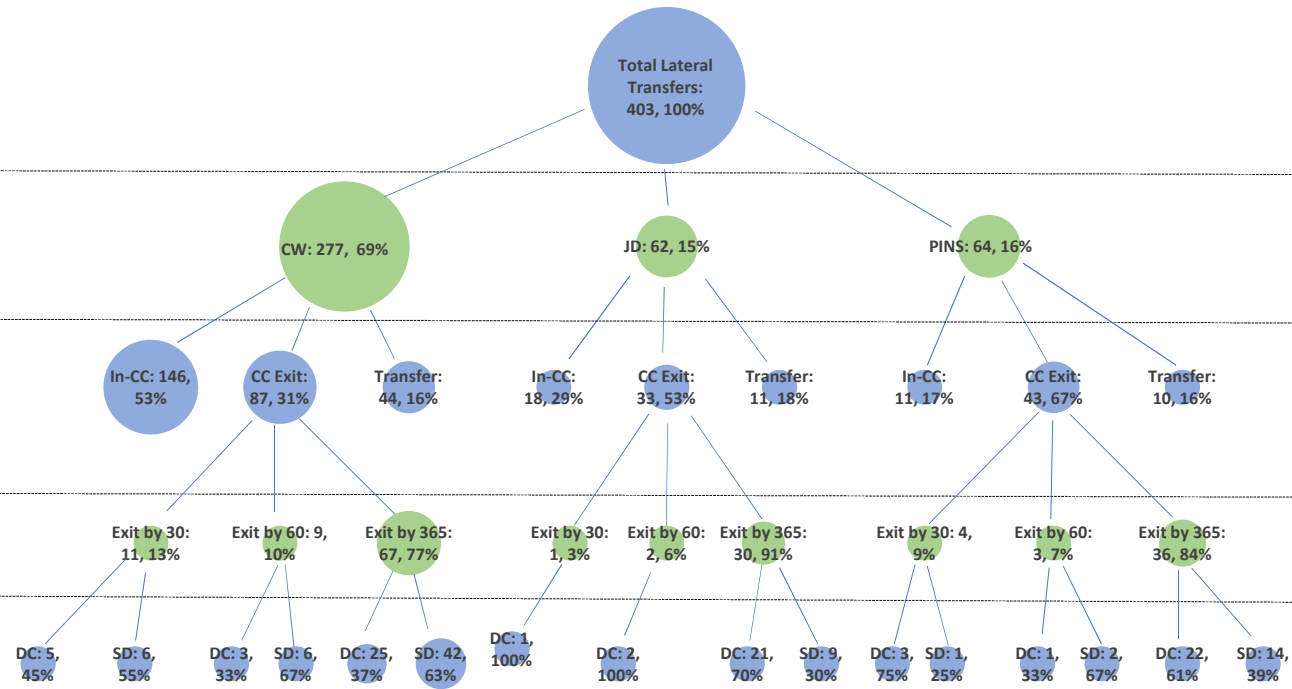 Total Lateral
Transfers:
403, 100%
CW: 277,  69%
JD: 62, 15%
PINS: 64, 16%
In-CC: 146,
53%
CC Exit:
87, 31%
Transfer:
44, 16%
In-CC:
18, 29%
CC Exit:
33, 53%
Transfer:
11, 18%
In-CC:
11, 17%
CC Exit:
43, 67%
Transfer:
10, 16%
Exit by 30:
11, 13%
Exit by 60: 9,
10%
Exit by 365:
67, 77%
Exit by 30:
1, 3%
Exit by 60:
2, 6%
Exit by 365:
30, 91%
Exit by 30: 4,
9%
Exit by 60:
3, 7%
Exit by 365:
36, 84%
DC: 5,
45%
SD: 6,
55%
DC: 3,
33%
SD: 6,
67%
DC: 25,
37%
SD: 42,
63%
DC: 1,
100%
DC: 2,
100%
DC: 21,
70%
SD: 9,
30%
DC: 3,
75%
SD: 1,
25%
DC: 1,
33%
SD: 2,
67%
DC: 22,
61%
SD: 14,
39%